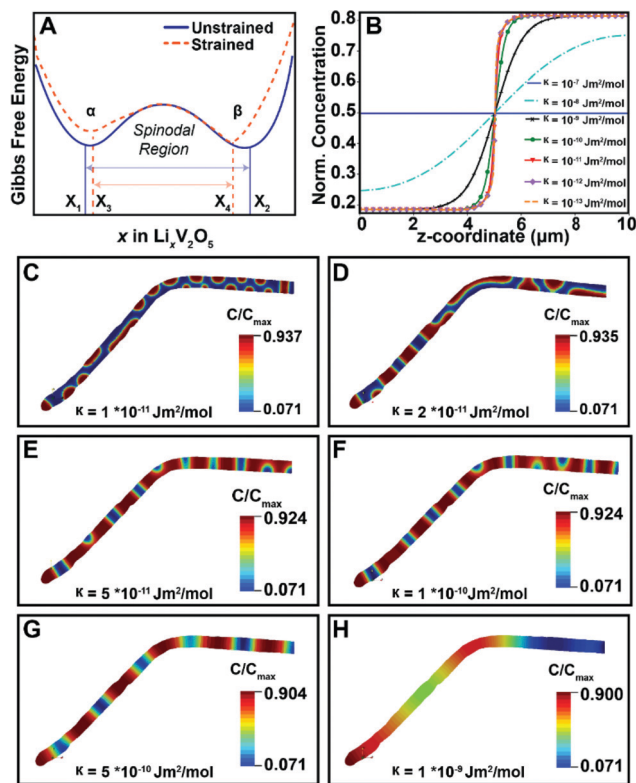 A
Unstrained
Strained
Gibbs Free Energy
α
β
Spinodal
Region
X₁
X₃
X₄
X₂
x in LiₓV₂O₅
B
Norm. Concentration
0.8
0.7
0.6
0.5
0.4
0.3
0.2
κ = 10⁻⁷ Jm²/mol
κ = 10⁻⁸ Jm²/mol
κ = 10⁻⁹ Jm²/mol
κ = 10⁻¹⁰ Jm²/mol
κ = 10⁻¹¹ Jm²/mol
κ = 10⁻¹² Jm²/mol
κ = 10⁻¹³ Jm²/mol
0 2 4 6 8 10
z-coordinate (μm)
C
C/Cmax
0.937
0.071
κ = 1 *10⁻¹¹ Jm²/mol
D
C/Cmax
0.935
0.071
κ = 2 *10⁻¹¹ Jm²/mol
E
C/Cmax
0.924
0.071
κ = 5 *10⁻¹¹ Jm²/mol
F
C/Cmax
0.924
0.071
κ = 1 *10⁻¹⁰ Jm²/mol
G
C/Cmax
0.904
0.071
κ = 5 *10⁻¹⁰ Jm²/mol
H
C/Cmax
0.900
0.071
κ = 1 *10⁻⁹ Jm²/mol